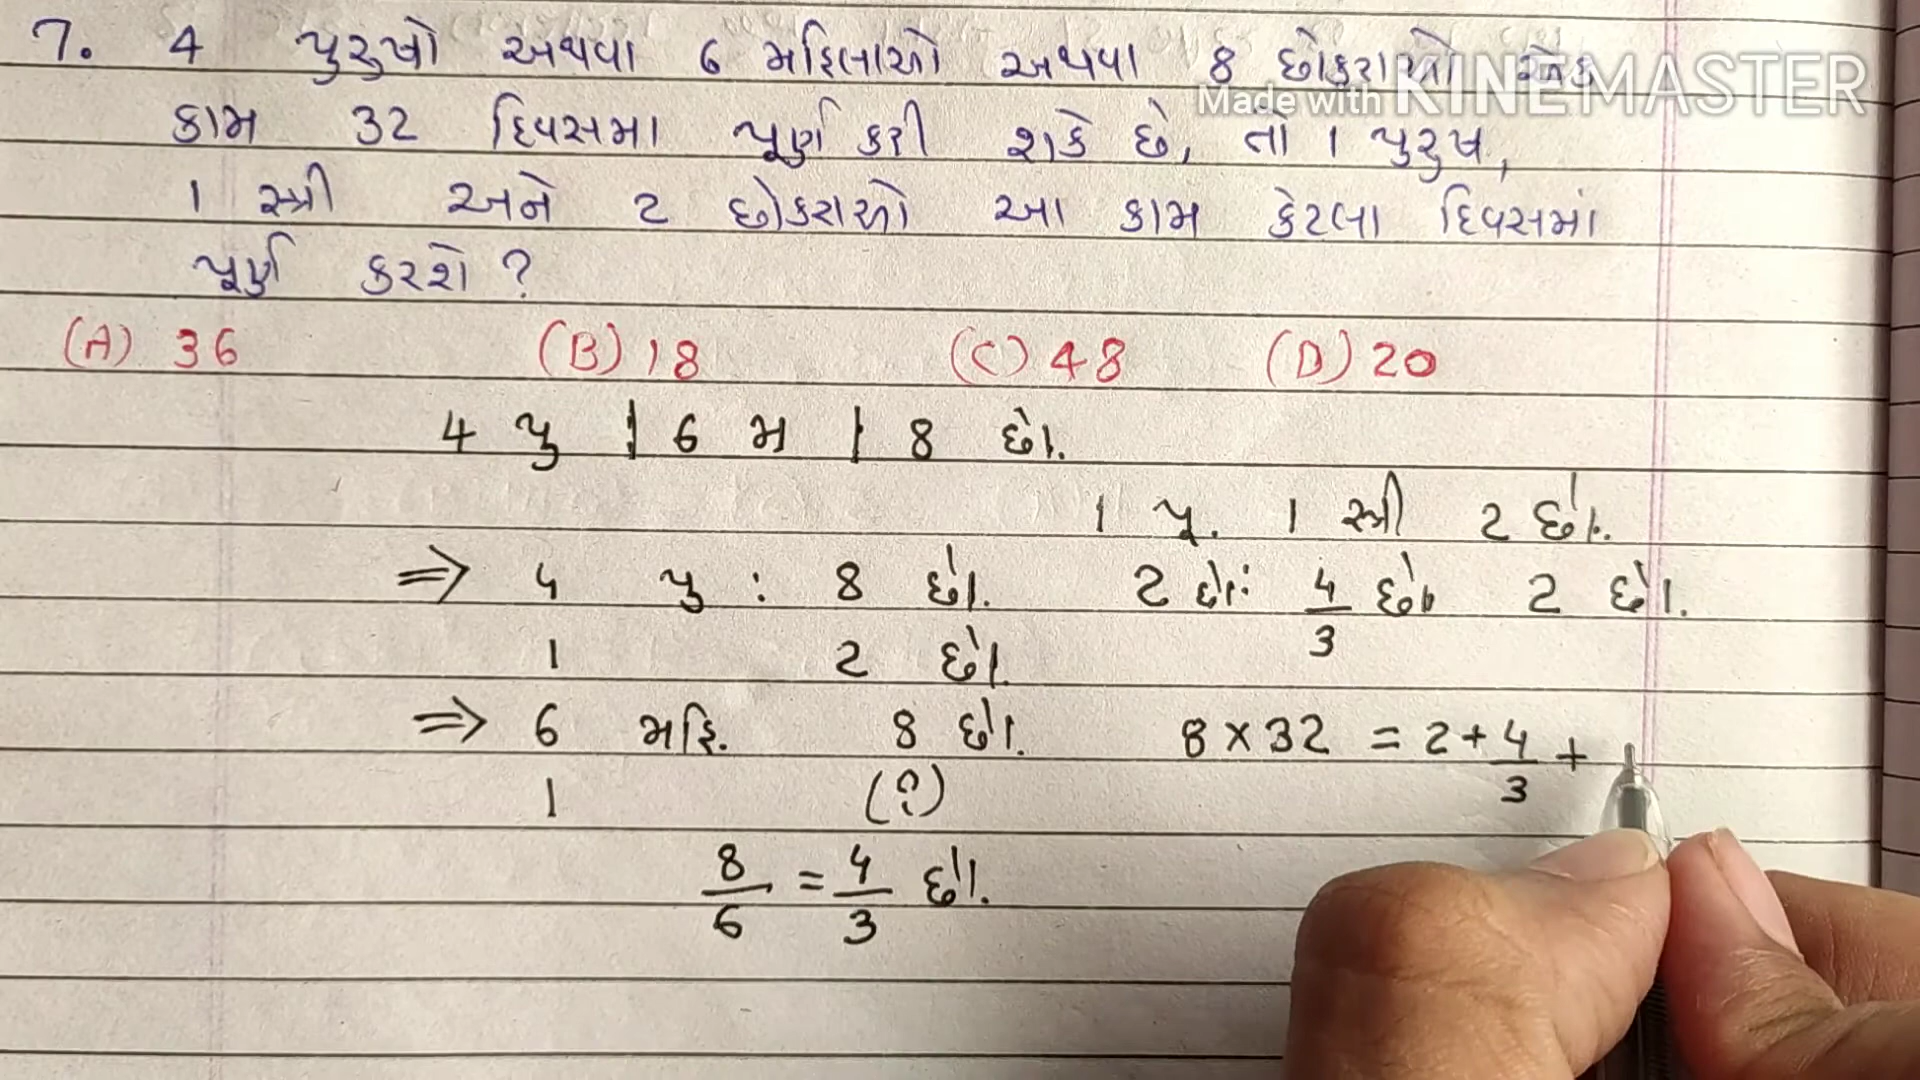 7. 4 પુરુષો અથવા 6 મહિલાઓ અથવા 8 છોકરાઓ એક
Made with KINEMASTER
કામ 32 દિવસમા પૂર્ણ કરી શકે છે, તો 1 પુરુષ,
1 સ્ત્રી અને 2 છોકરાઓ આ કામ કેટલા દિવસમાં
પૂર્ણ કરશે ?
(A) 36 (B) 18 (C) 48 (D) 20
4 પુ | 6 મ | 8 છો.
1 પુ. 1 સ્ત્રી 2 છો.
⇒ 4 પુ : 8 છો. 2 છો. 4/3 છો 2 છો.
1 2 છો.
⇒ 6 મહિ. 8 છો. 8 × 32 = 2 + 4/3 +
1 (?)
8/6 = 4/3 છો.